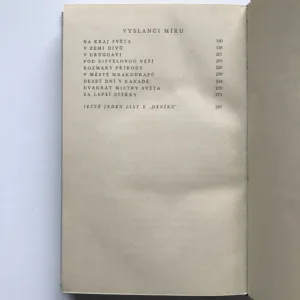 VYSLANCI MÍRU
NA KRAJ SVĚTA
V ZEMI DIVŮ
V URUGUAYI
POD EIFFELOVOU VĚŽÍ
ROZMARY PŘÍRODY
V MĚSTĚ MRAKODRAPŮ
DESET DNÍ V KANADĚ
DVAKRÁT MISTRY SVĚTA
ZA LEPŠÍ ZÍTŘKY
JEŠTĚ JEDEN LIST Z „DENÍKU“